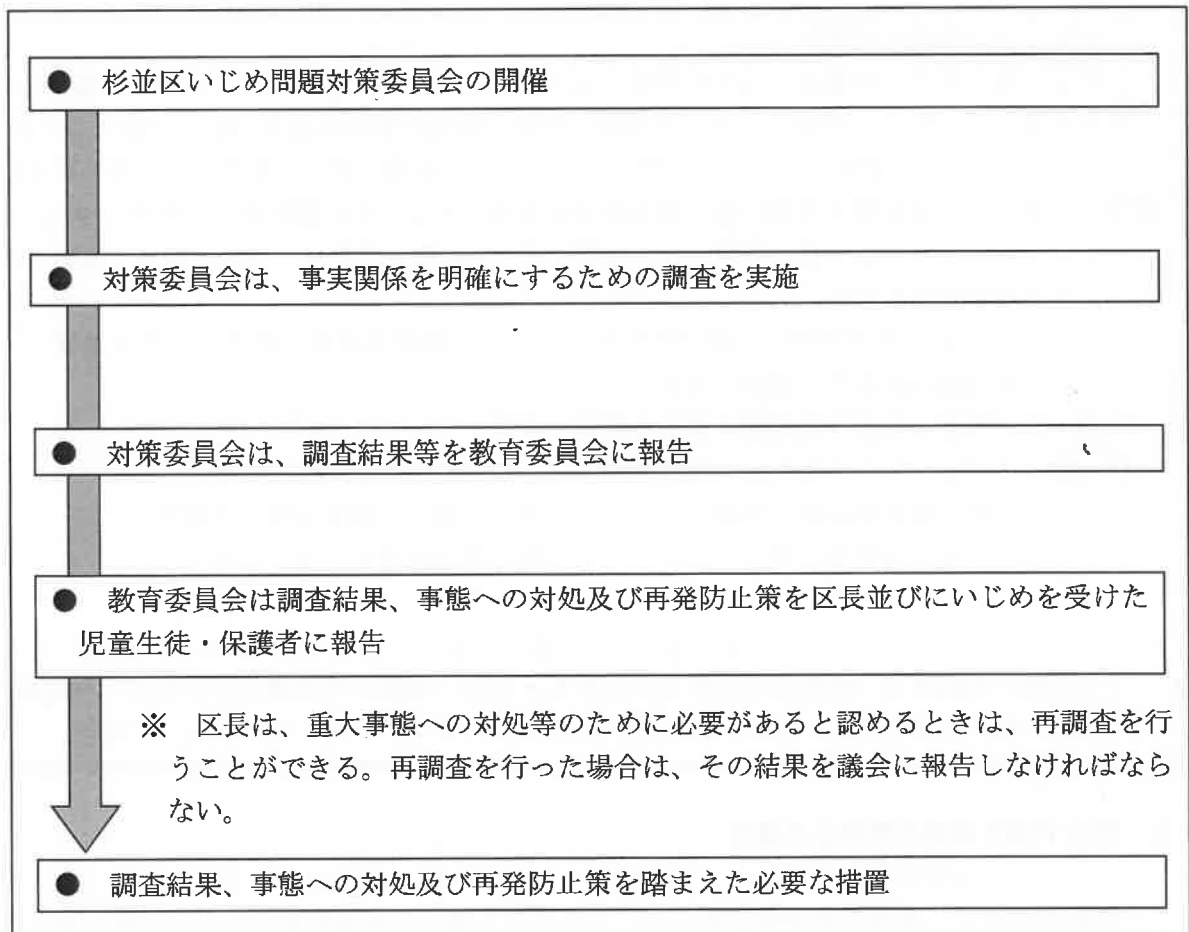 ● 杉並区いじめ問題対策委員会の開催
● 対策委員会は、事実関係を明確にするための調査を実施
● 対策委員会は、調査結果等を教育委員会に報告
● 教育委員会は調査結果、事態への対処及び再発防止策を区長並びにいじめを受けた
児童生徒・保護者に報告
※ 区長は、重大事態への対処等のために必要があると認めるときは、再調査を行
うことができる。再調査を行った場合は、その結果を議会に報告しなければなら
ない。
● 調査結果、事態への対処及び再発防止策を踏まえた必要な措置